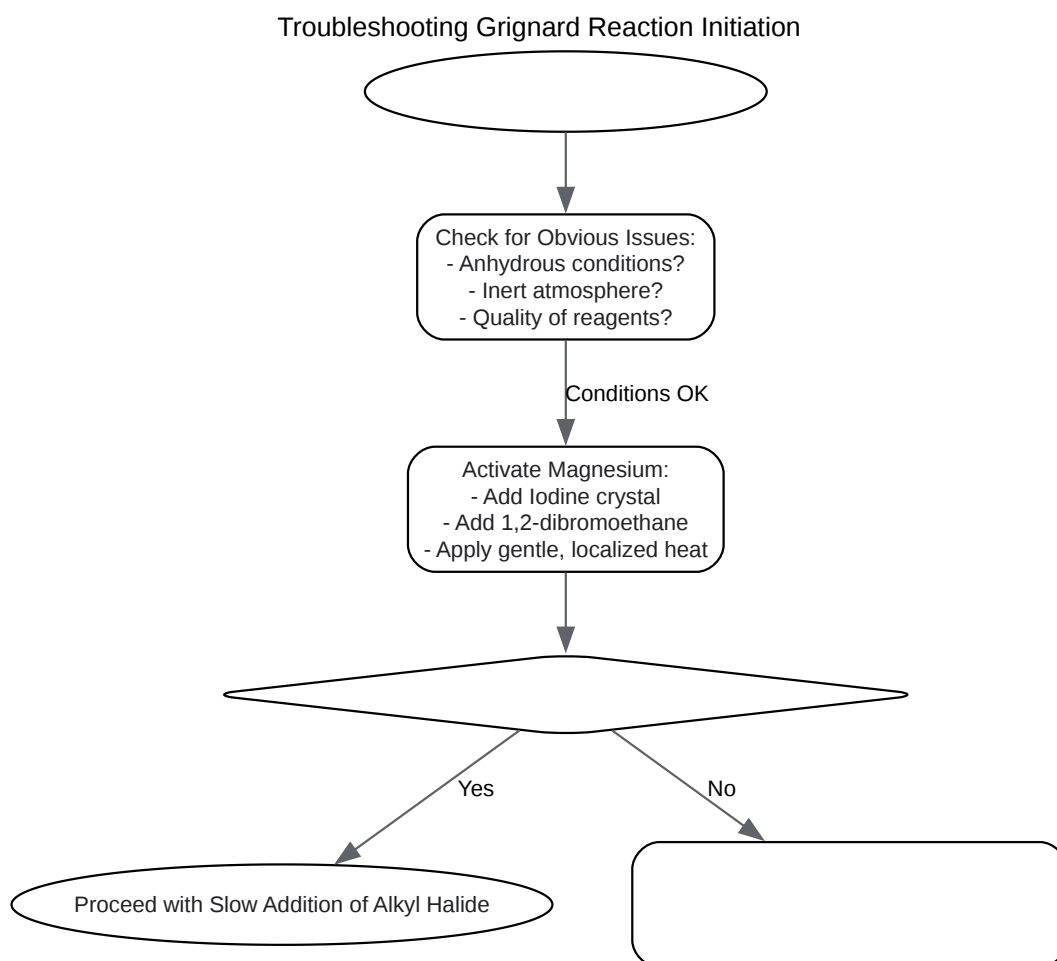 Troubleshooting Grignard Reaction Initiation
Check for Obvious Issues:
- Anhydrous conditions?
- Inert atmosphere?
- Quality of reagents?
Conditions OK
Activate Magnesium:
- Add Iodine crystal
- Add 1,2-dibromoethane
- Apply gentle, localized heat
Yes
No
Proceed with Slow Addition of Alkyl Halide